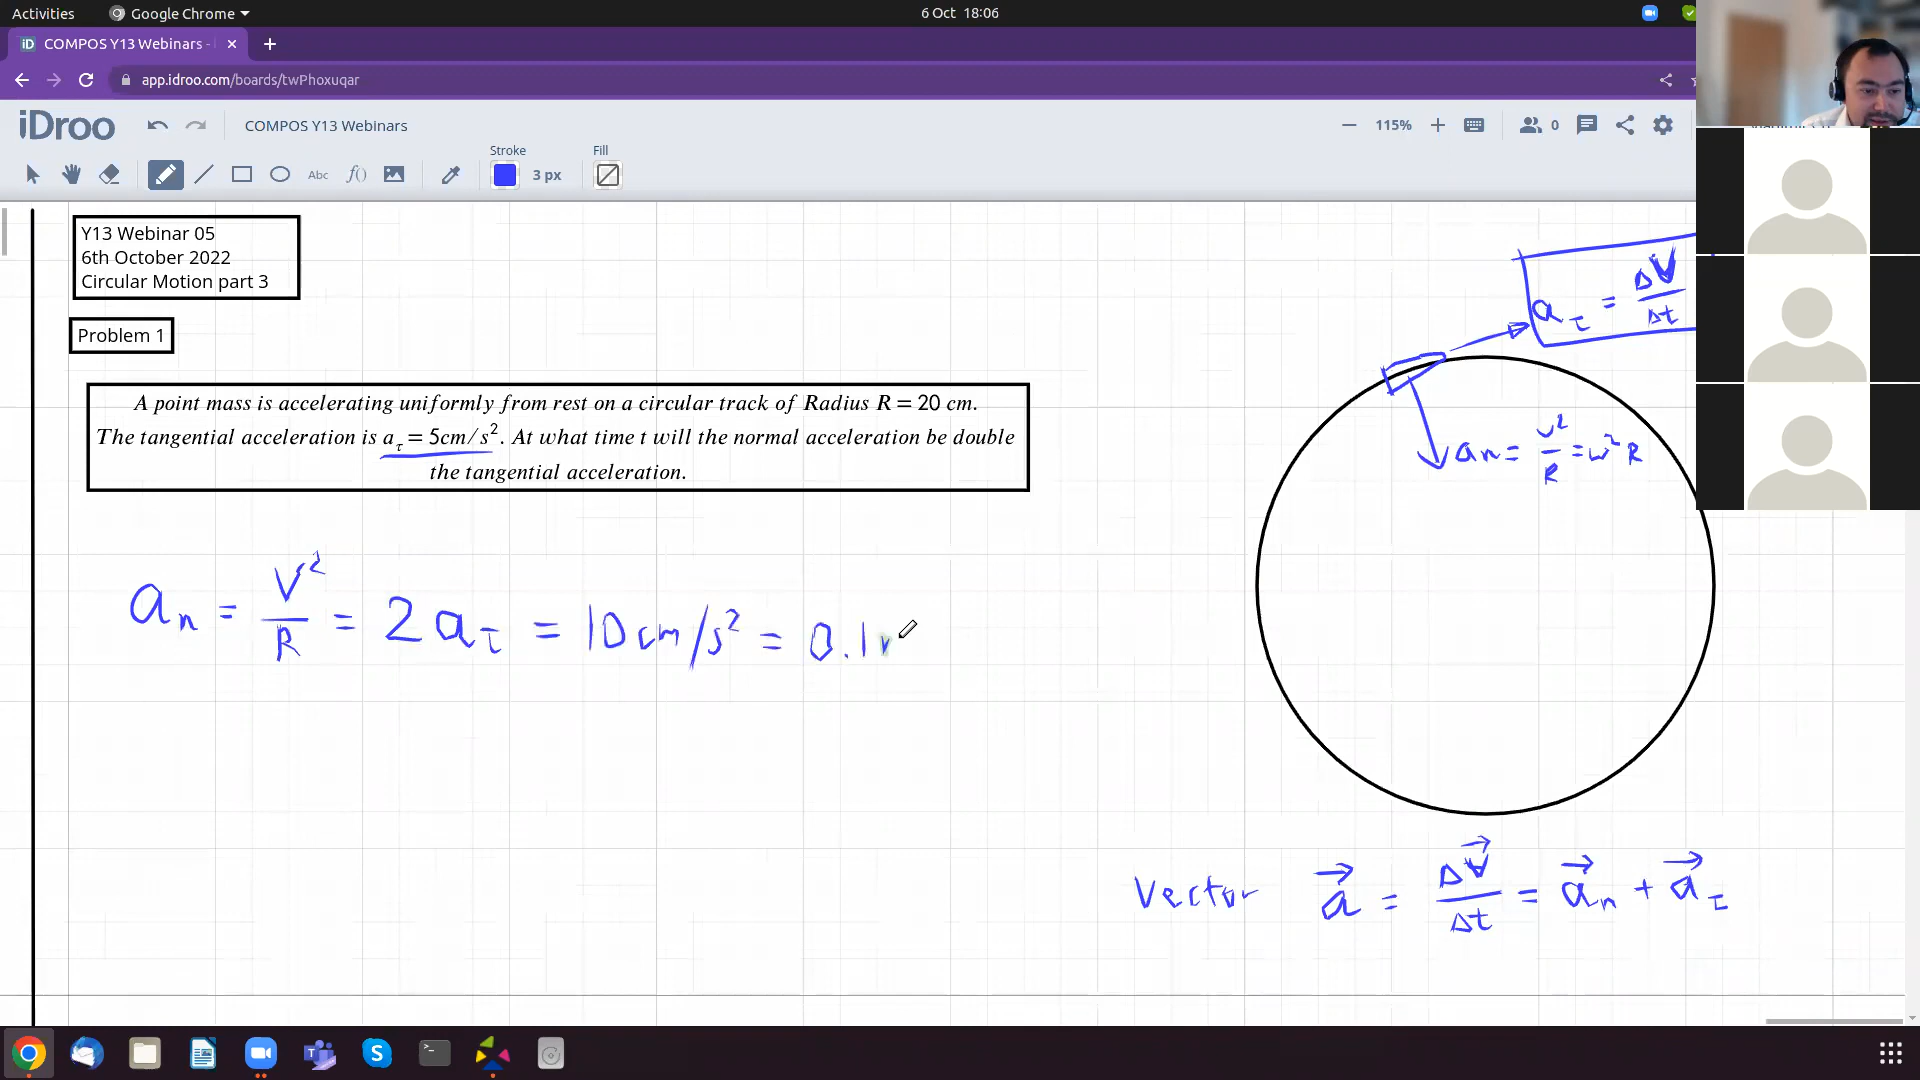 Activities Google Chrome 6 Oct 18:06
iD COMPOS Y13 Webinars -
app.idroo.com/boards/twPhoxuqar
iDroo COMPOS Y13 Webinars 115% 0
Stroke Fill
Abc f() 3 px
Y13 Webinar 05
6th October 2022
Circular Motion part 3
Problem 1
A point mass is accelerating uniformly from rest on a circular track of Radius R = 20 cm.
The tangential acceleration is aτ = 5cm/s². At what time t will the normal acceleration be double
the tangential acceleration.
aτ = ΔV/Δt
an = v²/R = ω²R
an = V²/R = 2aτ = 10cm/s² = 0.1
Vector a⃗ = ΔV⃗/Δt = a⃗n + a⃗τ